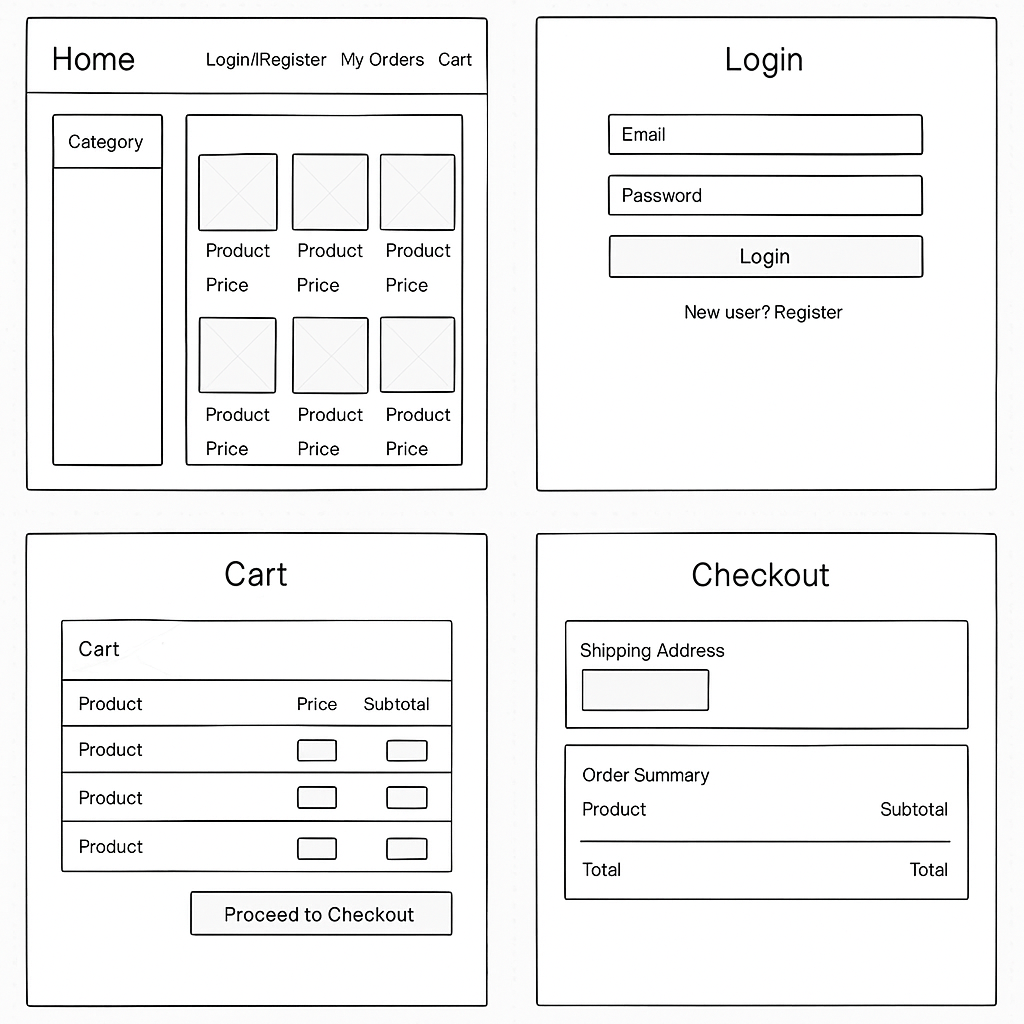 Home Login/lRegister My Orders Cart
Category
Product Product Product
Price Price Price
Product Product Product
Price Price Price
Login
Email
Password
Login
New user? Register
Cart
Cart
Product Price Subtotal
Product
Product
Product
Proceed to Checkout
Checkout
Shipping Address
Order Summary
Product Subtotal
Total Total